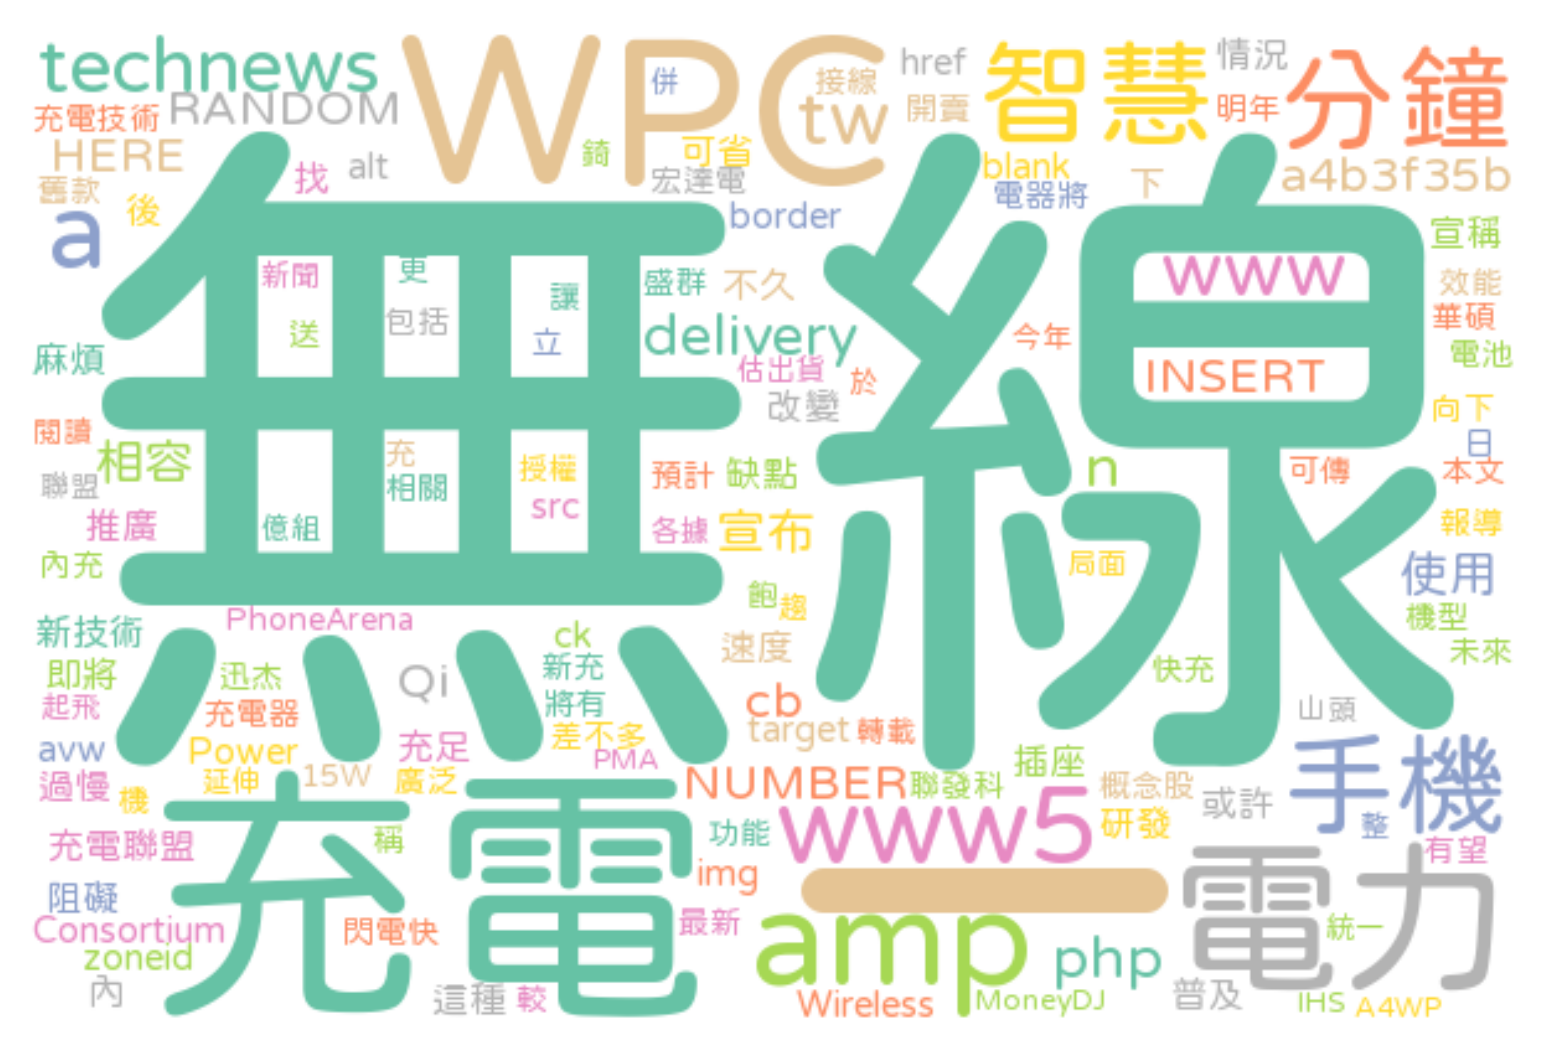 technews
WPC
併
接線
tw
href
智慧
情況
分鐘
充電技術
RANDOM
開賣
明年
HERE
找
alt
錡
可省
宏達電
blank
電器將
下
a4b3f35b
舊款
a
後
border
宣稱
無線
新聞
更
讓
盛群
不久
www
效能
送
包括
立
delivery
今年
華碩
麻煩
估出貨
於
INSERT
電池
改變
向下
閱讀
相容
充
授權
預計
缺點
n
可傳
日
本文
聯盟
相關
src
推廣
億組
各據
宣布
報導
內充
局面
使用
飽
趨
PhoneArena
機型
新技術
ck
速度
未來
即將
迅杰
Qi
新充
快充
起飛
充電器
將有
cb
山頭
avw
Power
充足
差不多
target
轉載
PMA
插座
手機
過慢
機
延伸
15W
廣泛
NUMBER
聯發科
概念股
或許
充電
稱
功能
www5
研發
整
有望
充電聯盟
img
電力
阻礙
Consortium
閃電快
最新
amp
php
統一
zoneid
內
這種
較
Wireless
MoneyDJ
普及
IHS
A4WP